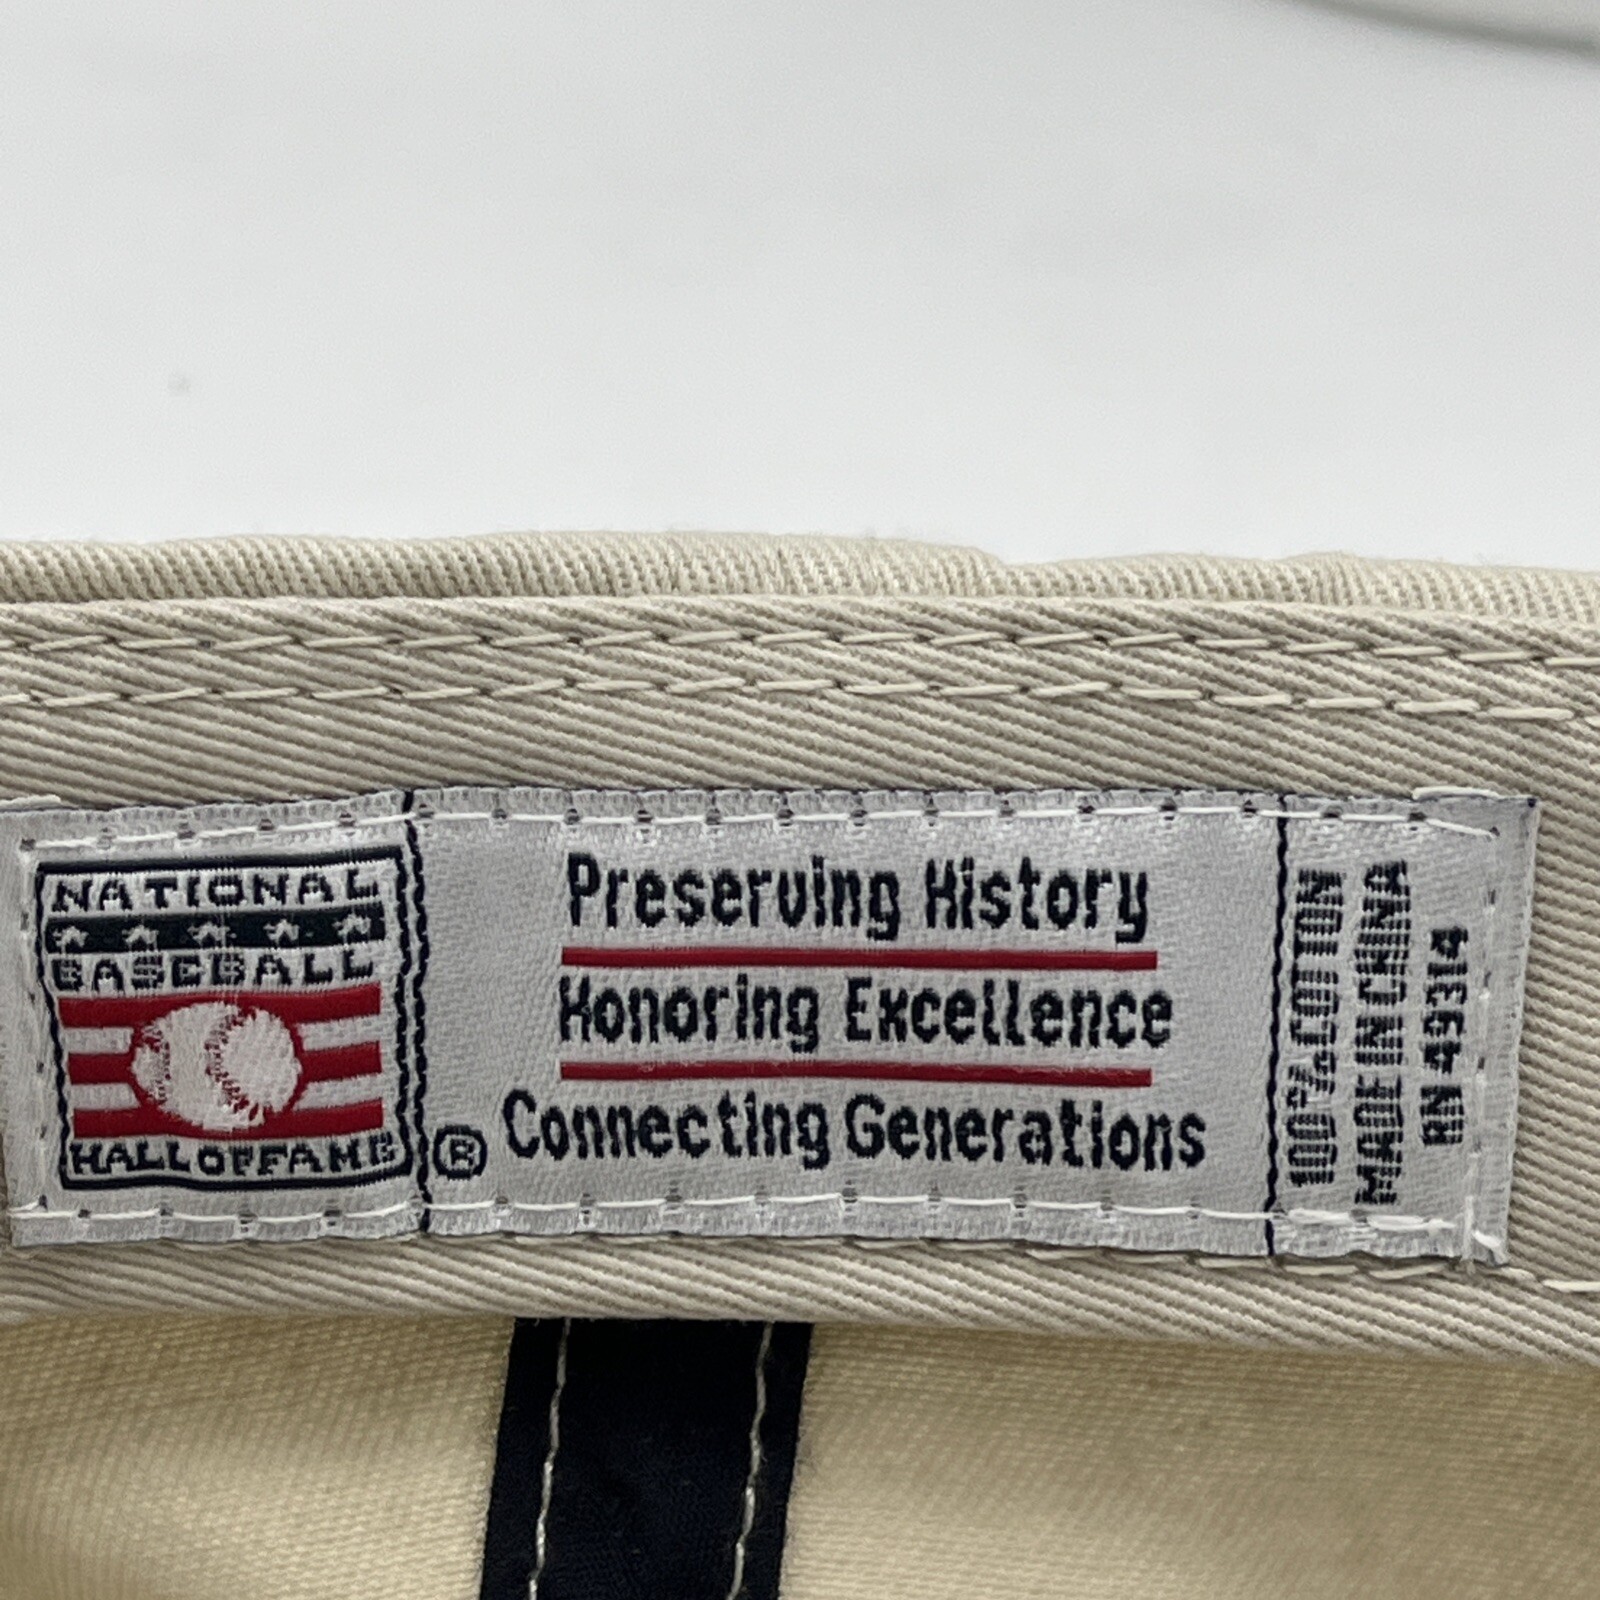 NATIONAL
BASEBALL
HALL OF FAME
®
Preserving History
Honoring Excellence
Connecting Generations
100% COTTON
MADE IN CHINA
RN 49314